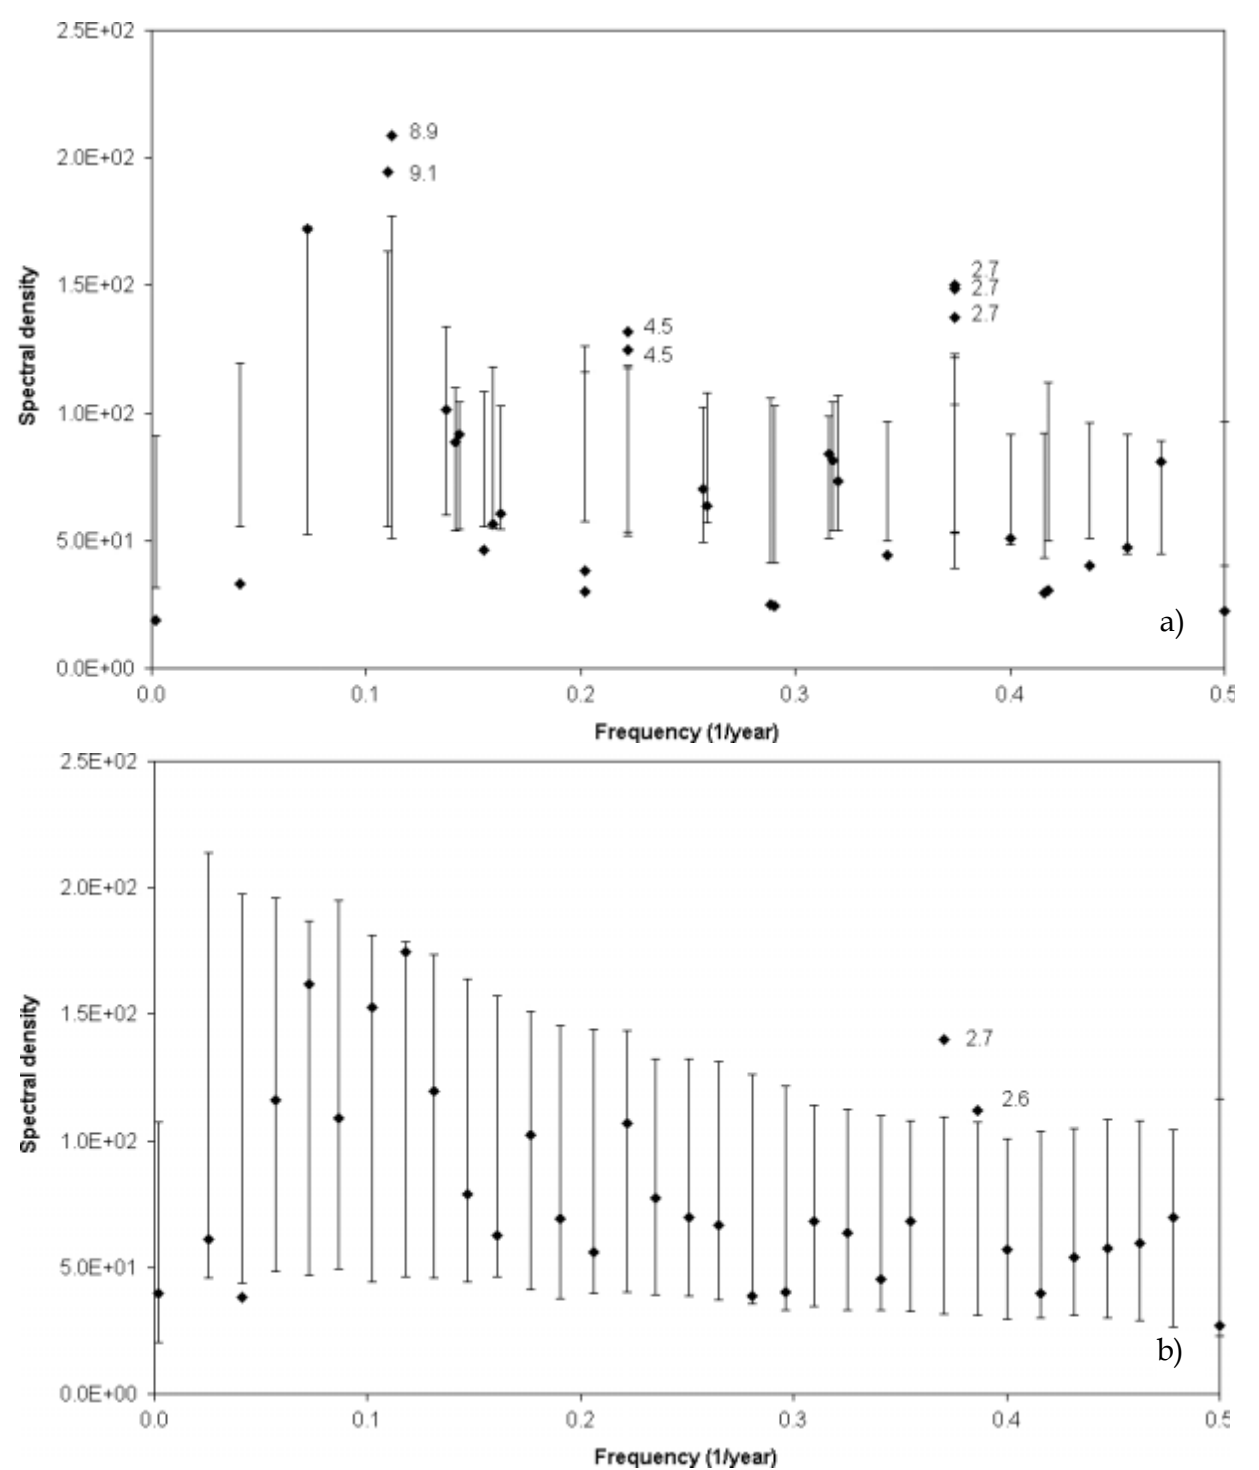 2.5E+02
8.9
2.0E+02
9.1
2.7
1.5E+02
2.7
2.7
4.5
4.5
Spectral density
1.0E+02
5.0E+01
a)
0.0E+00
0.0 0.1 0.2 0.3 0.4 0.5
Frequency (1/year)
2.5E+02
2.0E+02
1.5E+02
2.7
2.6
Spectral density
1.0E+02
5.0E+01
b)
0.0E+00
0.0 0.1 0.2 0.3 0.4 0.5
Frequency (1/year)